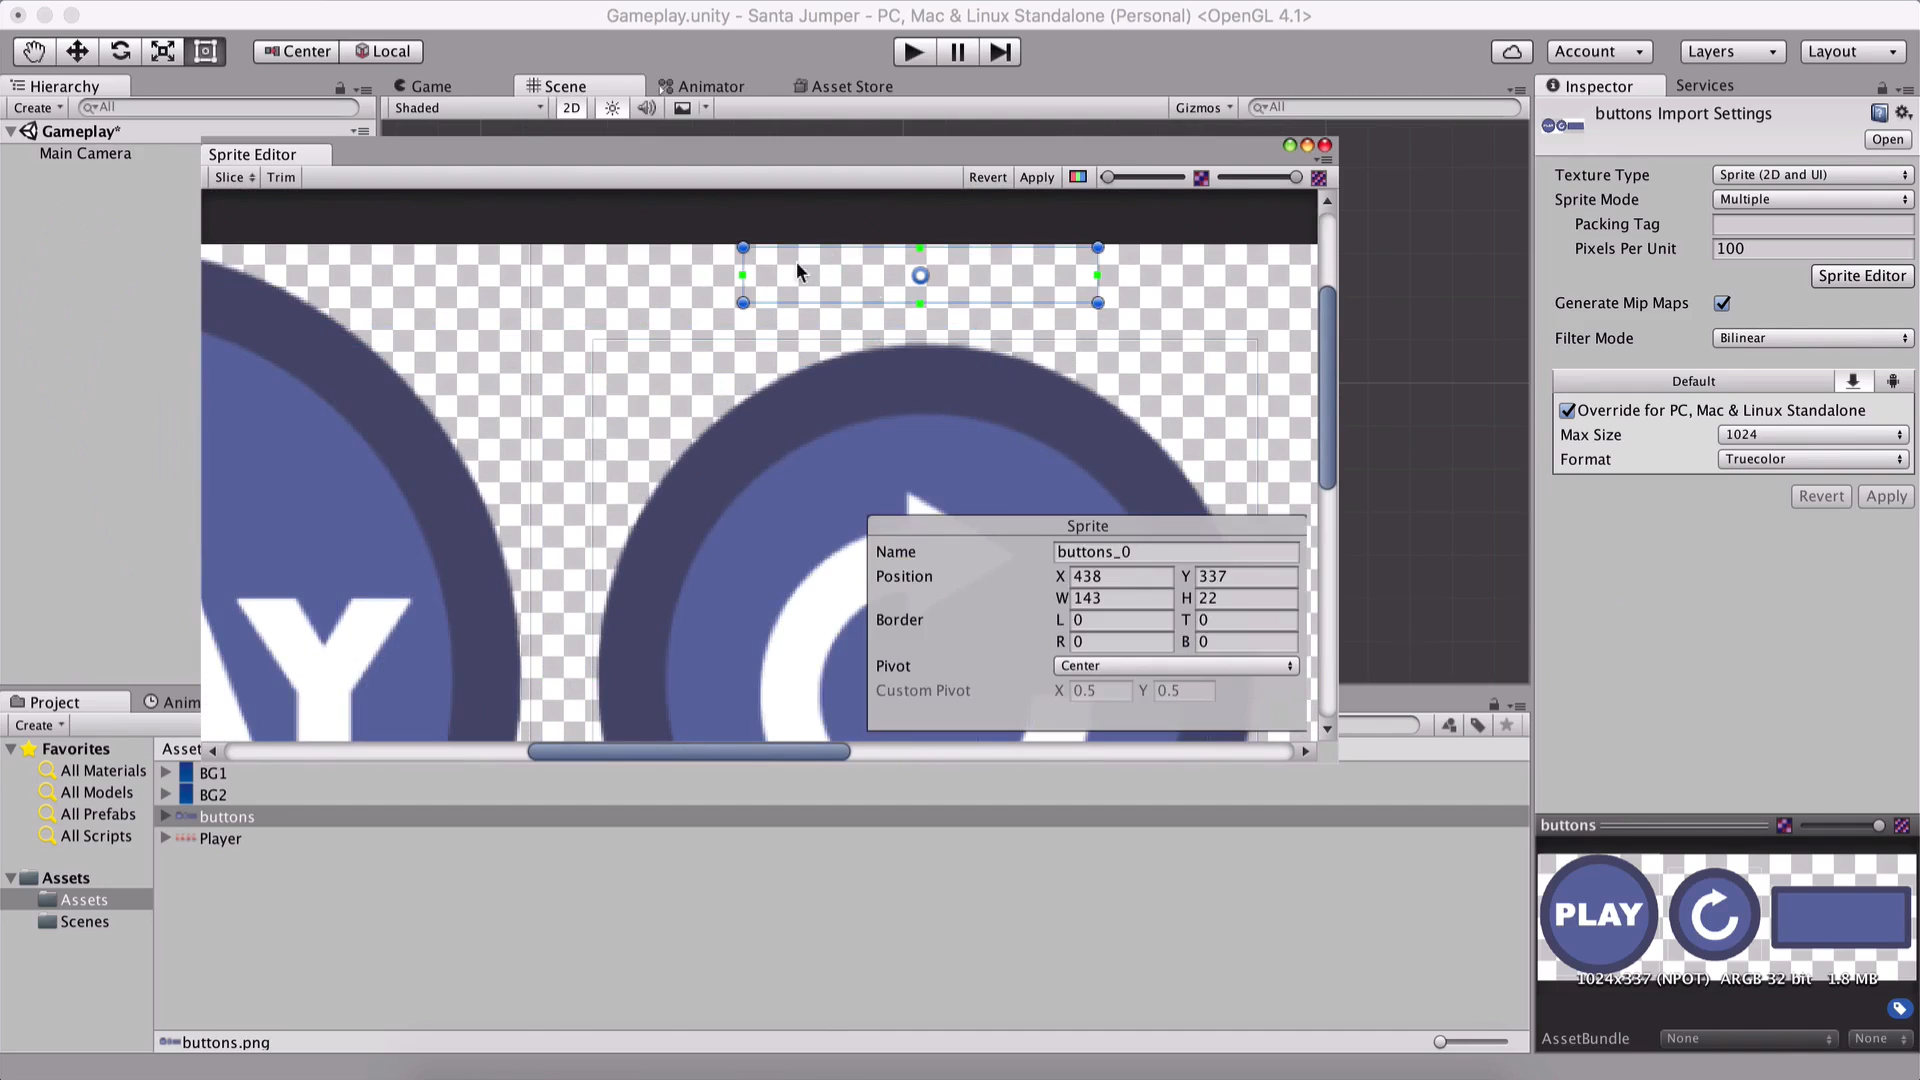 Gameplay.unity - Santa Jumper - PC, Mac & Linux Standalone (Personal) <OpenGL 4.1>
Center Local
Account Layers Layout
Hierarchy
Create All
Gameplay*
Main Camera
Game Scene Animator Asset Store
Shaded 2D Gizmos All
Sprite Editor
Slice Trim Revert Apply
AY
Sprite
Name buttons_0
Position X 438 Y 337
W 143 H 22
Border L 0 T 0
R 0 B 0
Pivot Center
Custom Pivot X 0.5 Y 0.5
Inspector Services
buttons Import Settings
Open
Texture Type Sprite (2D and UI)
Sprite Mode Multiple
Packing Tag
Pixels Per Unit 100
Sprite Editor
Generate Mip Maps
Filter Mode Bilinear
Default
Override for PC, Mac & Linux Standalone
Max Size 1024
Format Truecolor
Revert Apply
Project Anim
Create
Favorites
All Materials
All Models
All Prefabs
All Scripts
Assets
Assets
Scenes
Asset
BG1
BG2
buttons
Player
buttons.png
buttons
PLAY
1024x337 (NPOT) ARGB 32 bit 1.8 MB
AssetBundle None None